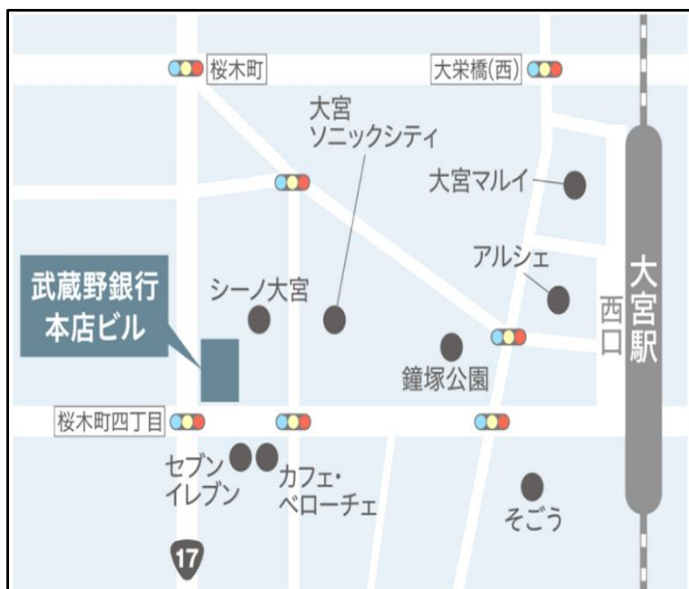 桜木町
大栄橋(西)
大宮
ソニックシティ
大宮マルイ
アルシェ
武蔵野銀行
本店ビル
シーノ大宮
鐘塚公園
西口
大宮駅
桜木町四丁目
セブン
イレブン
カフェ・
ベローチェ
そごう
17